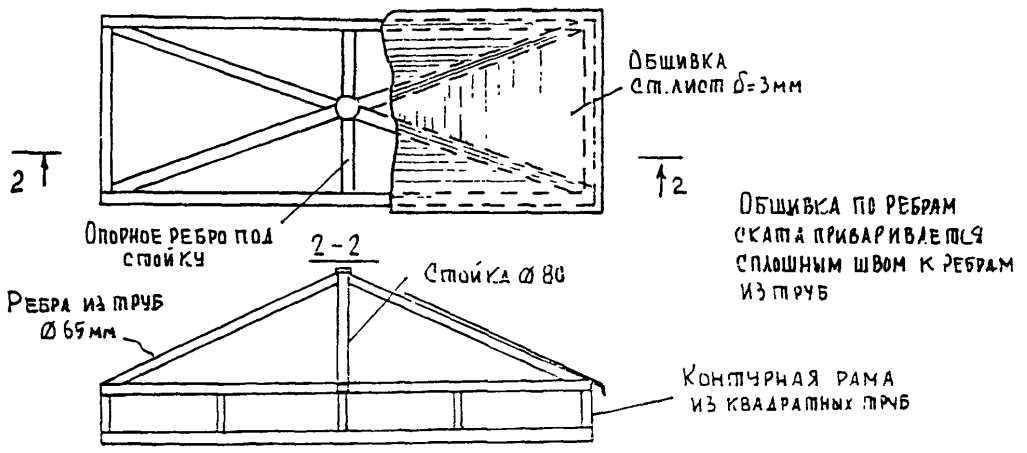 Обшивка
ст. лист δ=3мм
2
2
Опорное ребро под
стойку
Обшивка по ребрам
ската приваривается
сплошным швом к ребрам
из труб
2-2
Стойка Ø 80
Ребра из труб
Ø 65мм
Контурная рама
из квадратных труб